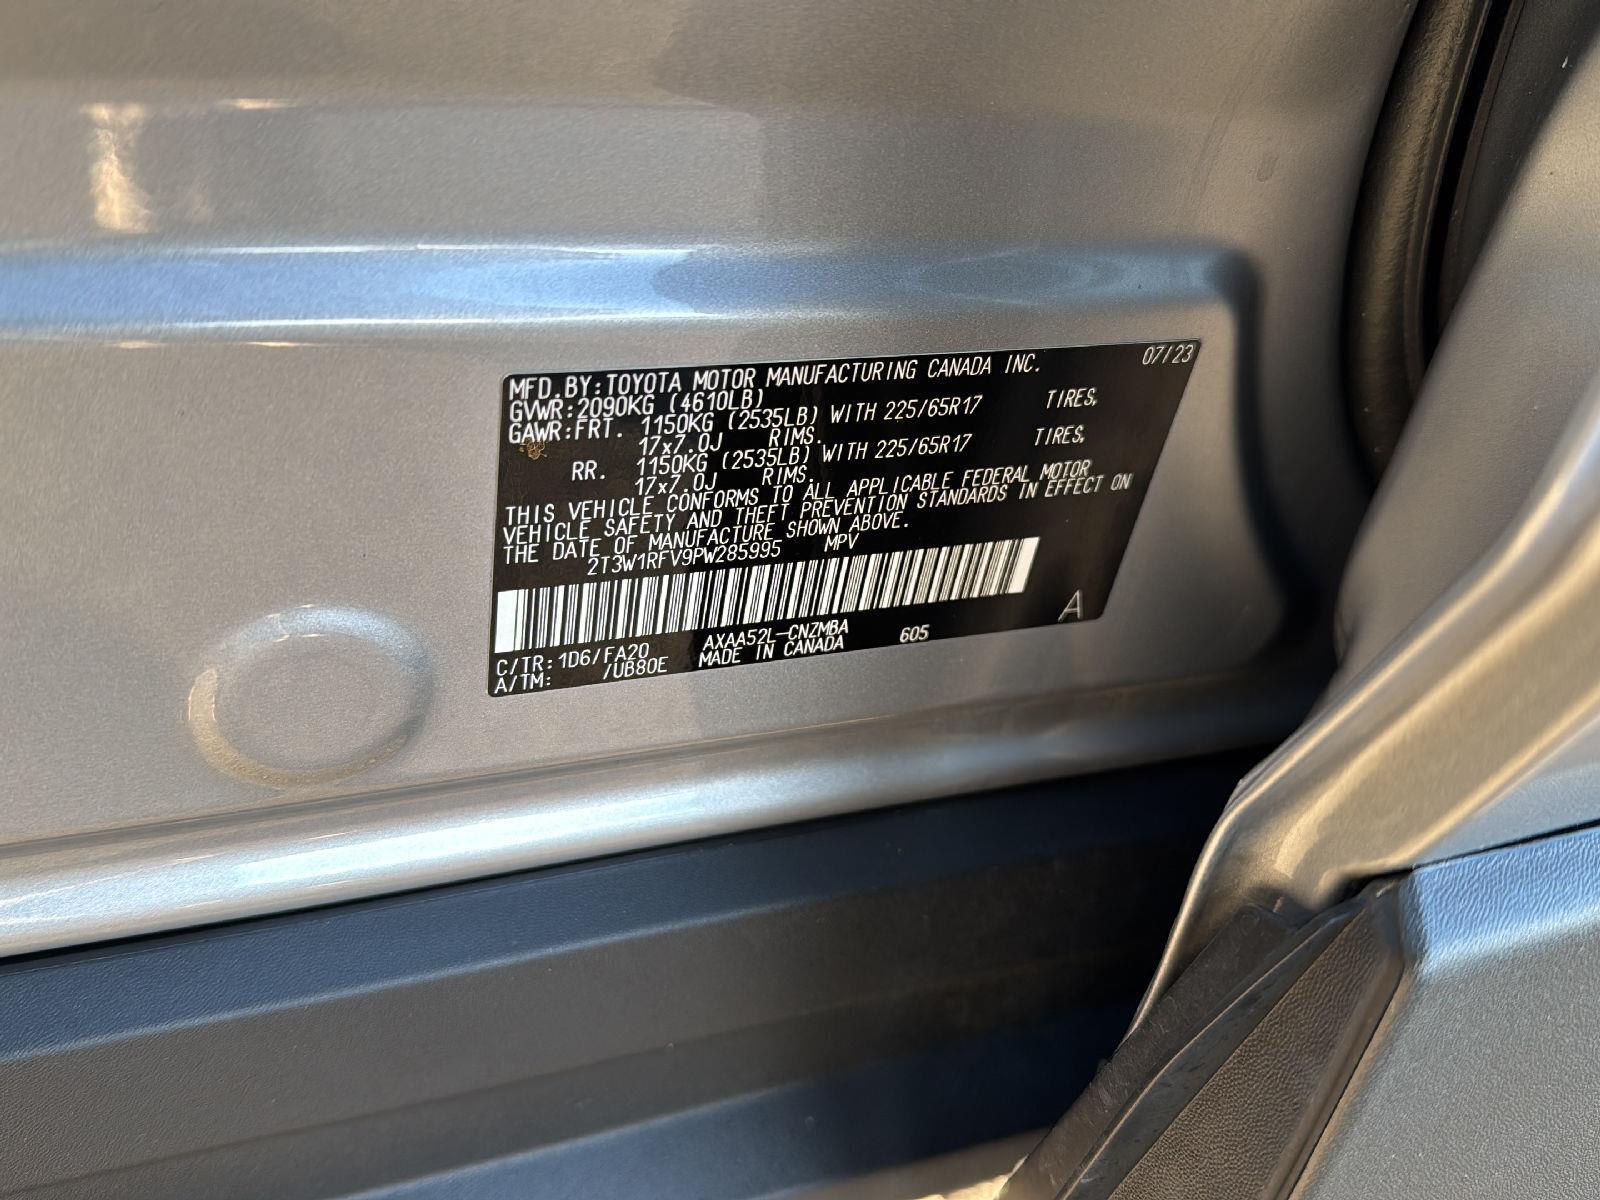 MFD.BY:TOYOTA MOTOR MANUFACTURING CANADA INC. 07/23
GVWR:2090KG (4610LB)
GAWR:FRT. 1150KG (2535LB) WITH 225/65R17 TIRES,
17x7.0J RIMS.
RR. 1150KG (2535LB) WITH 225/65R17 TIRES,
17x7.0J RIMS.
THIS VEHICLE CONFORMS TO ALL APPLICABLE FEDERAL MOTOR
VEHICLE SAFETY AND THEFT PREVENTION STANDARDS IN EFFECT ON
THE DATE OF MANUFACTURE SHOWN ABOVE.
2T3W1RFV9PW285995 MPV
A
C/TR:1D6/FA20 AXAA52L-CNZMBA 605
A/TM: /UB80E MADE IN CANADA